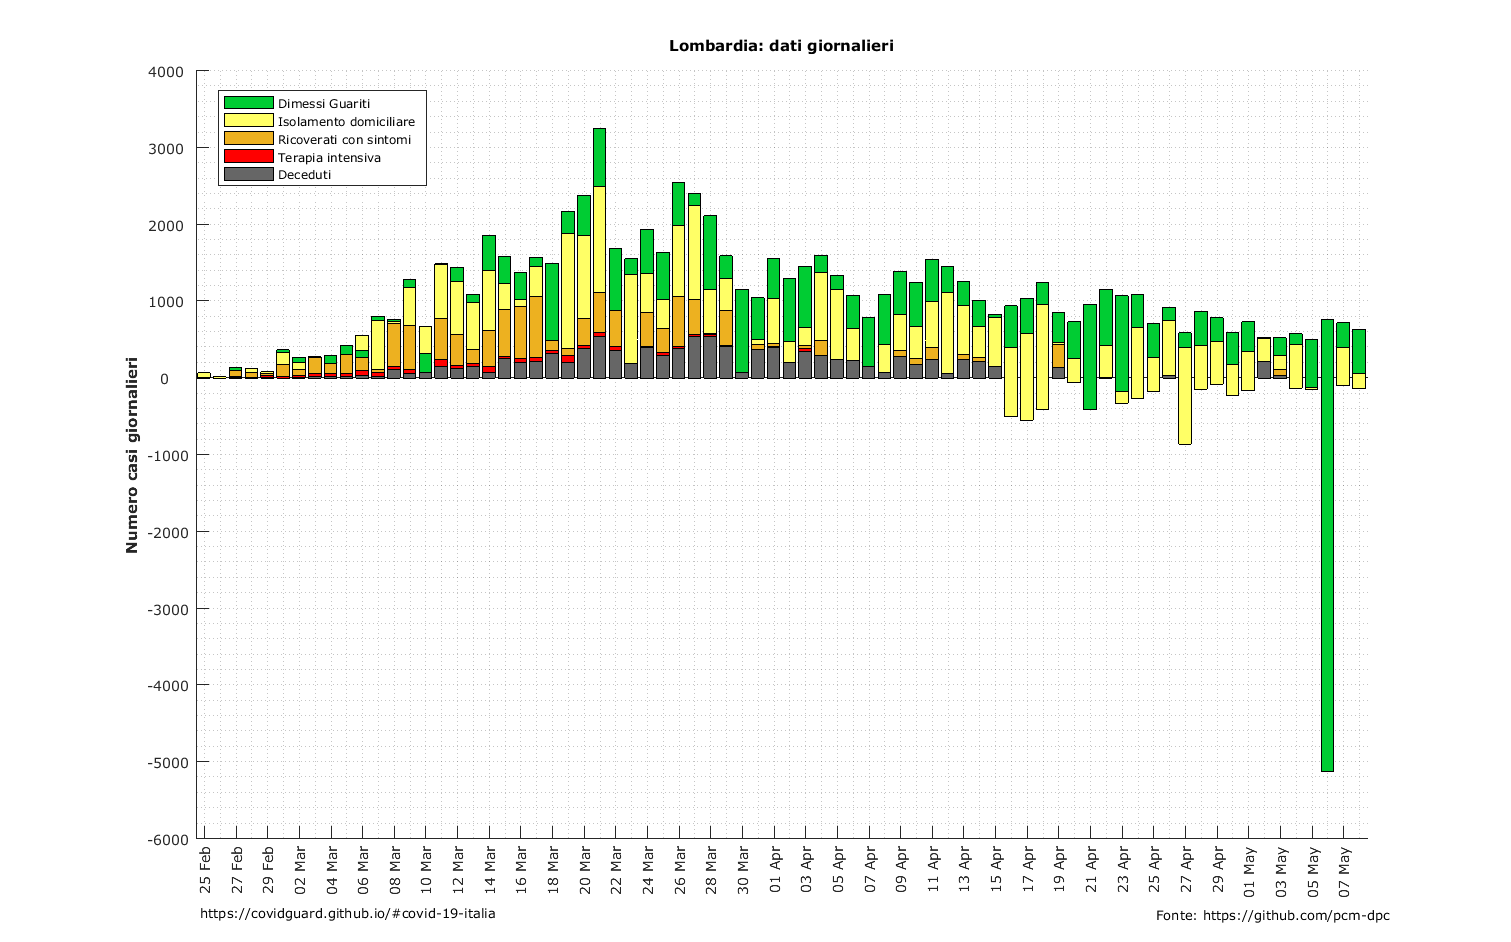 Lombardia: dati giornalieri
Dimessi Guariti
Isolamento domiciliare
Ricoverati con sintomi
Terapia intensiva
Deceduti
Numero casi giornalieri
4000
3000
2000
1000
0
-1000
-2000
-3000
-4000
-5000
-6000
25 Feb
27 Feb
29 Feb
02 Mar
04 Mar
06 Mar
08 Mar
10 Mar
12 Mar
14 Mar
16 Mar
18 Mar
20 Mar
22 Mar
24 Mar
26 Mar
28 Mar
30 Mar
01 Apr
03 Apr
05 Apr
07 Apr
09 Apr
11 Apr
13 Apr
15 Apr
17 Apr
19 Apr
21 Apr
23 Apr
25 Apr
27 Apr
29 Apr
01 May
03 May
05 May
07 May
https://covidguard.github.io/#covid-19-italia
Fonte: https://github.com/pcm-dpc